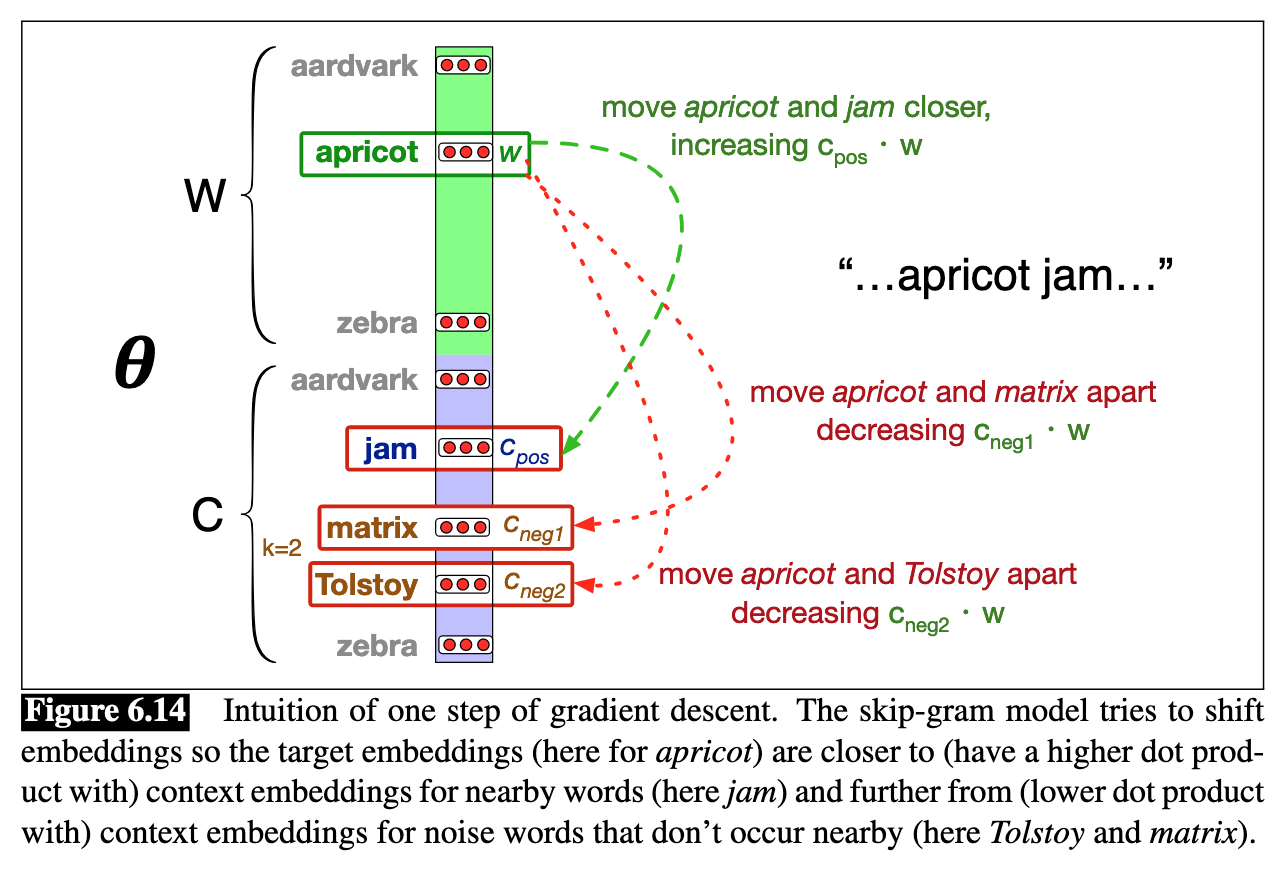 aardvark
move apricot and jam closer,
increasing cpos · w
apricot w
W
“…apricot jam…”
zebra
θ
aardvark
move apricot and matrix apart
decreasing cneg1 · w
jam cpos
C
matrix cneg1
k=2
Tolstoy cneg2
move apricot and Tolstoy apart
decreasing cneg2 · w
zebra
Figure 6.14 Intuition of one step of gradient descent. The skip-gram model tries to shift
embeddings so the target embeddings (here for apricot) are closer to (have a higher dot prod-
uct with) context embeddings for nearby words (here jam) and further from (lower dot product
with) context embeddings for noise words that don’t occur nearby (here Tolstoy and matrix).